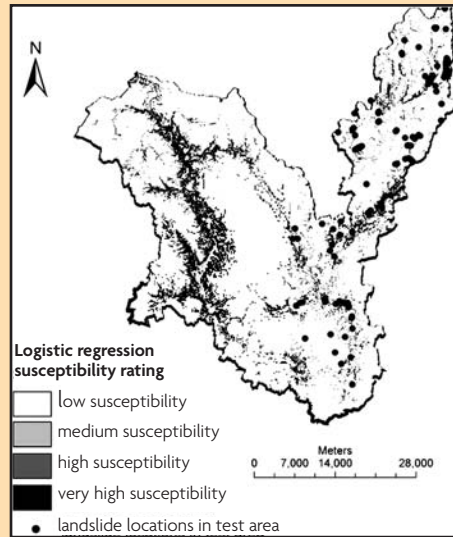 N
Logistic regression
susceptibility rating
low susceptibility
medium susceptibility
high susceptibility
very high susceptibility
landslide locations in test area
Meters
0 7,000 14,000 28,000